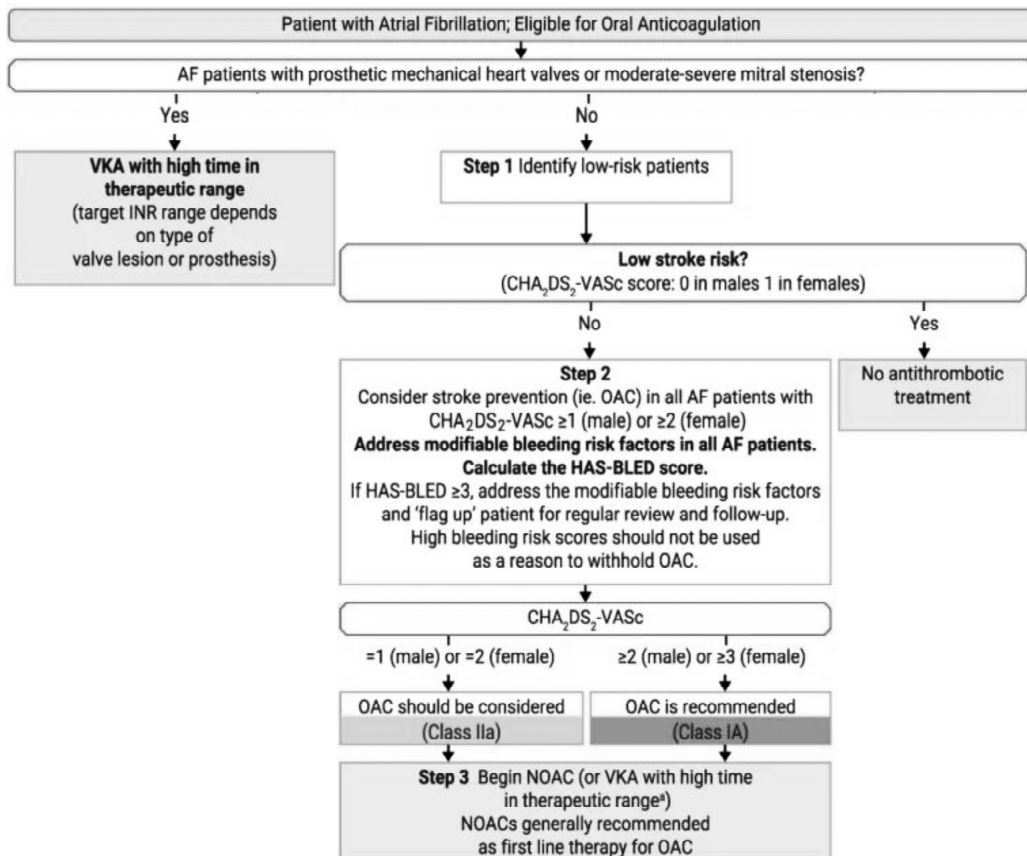 Patient with Atrial Fibrillation; Eligible for Oral Anticoagulation
AF patients with prosthetic mechanical heart valves or moderate-severe mitral stenosis?
Yes
No
VKA with high time in
therapeutic range
(target INR range depends
on type of
valve lesion or prosthesis)
Step 1 Identify low-risk patients
Low stroke risk?
(CHA₂DS₂-VASc score: 0 in males 1 in females)
No
Yes
Step 2
Consider stroke prevention (ie. OAC) in all AF patients with
CHA₂DS₂-VASc ≥1 (male) or ≥2 (female)
Address modifiable bleeding risk factors in all AF patients.
Calculate the HAS-BLED score.
If HAS-BLED ≥3, address the modifiable bleeding risk factors
and 'flag up' patient for regular review and follow-up.
High bleeding risk scores should not be used
as a reason to withhold OAC.
No antithrombotic
treatment
CHA₂DS₂-VASc
=1 (male) or =2 (female)
≥2 (male) or ≥3 (female)
OAC should be considered
(Class IIa)
OAC is recommended
(Class IA)
Step 3 Begin NOAC (or VKA with high time
in therapeutic rangeª)
NOACs generally recommended
as first line therapy for OAC